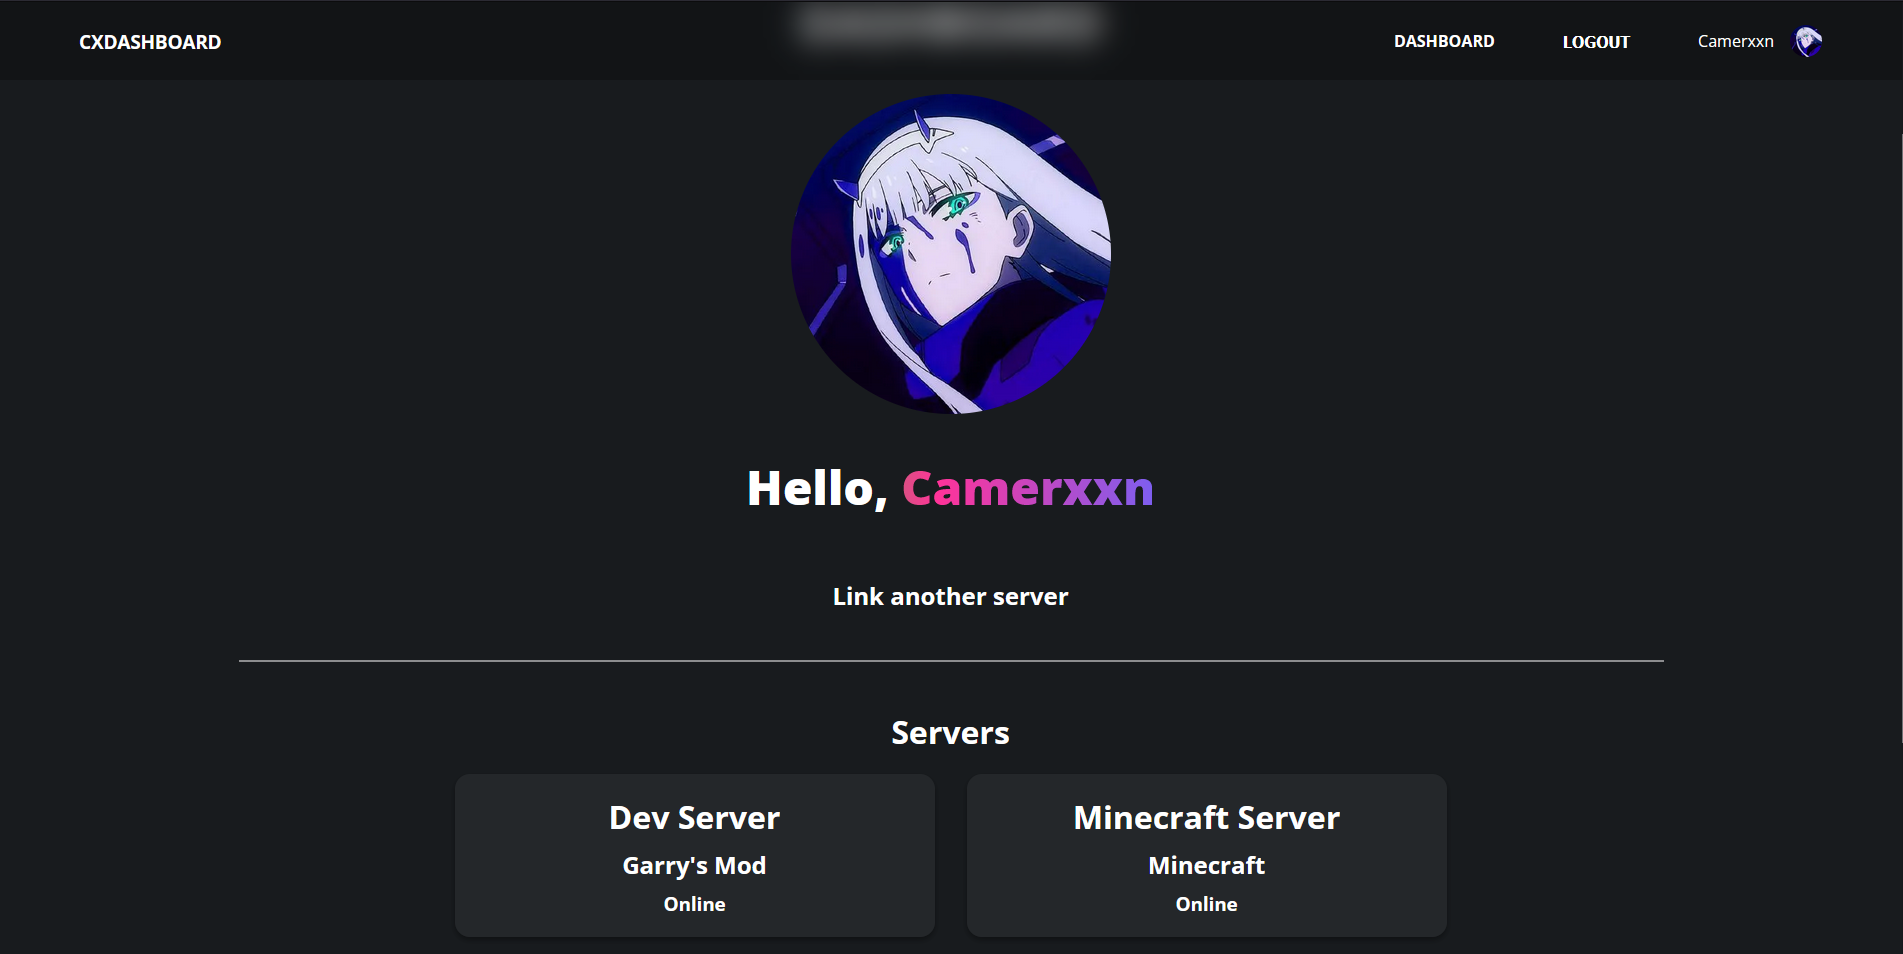 CXDASHBOARD
DASHBOARD
LOGOUT
Camerxxn
Hello, Camerxxn
Link another server
Servers
Dev Server
Garry's Mod
Online
Minecraft Server
Minecraft
Online